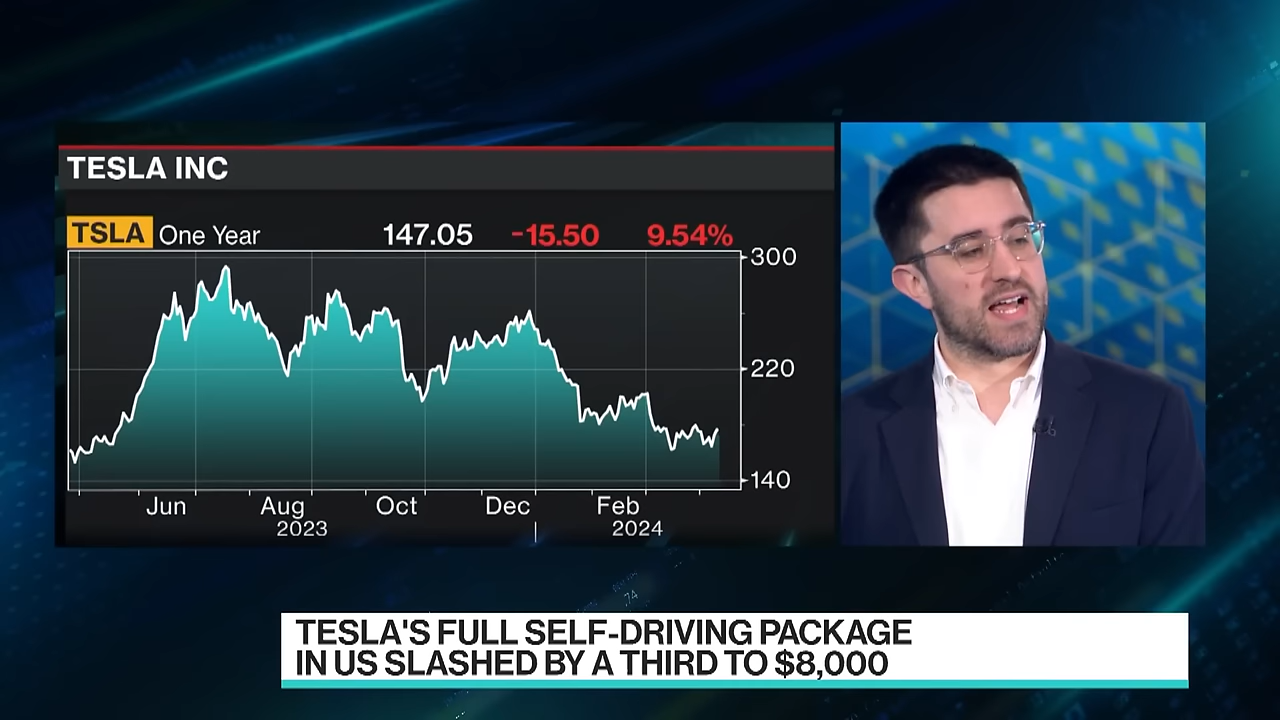 TESLA INC
TSLA One Year 147.05 -15.50 9.54%
300
220
140
Jun Aug Oct Dec Feb
2023 2024
TESLA'S FULL SELF-DRIVING PACKAGE
IN US SLASHED BY A THIRD TO $8,000